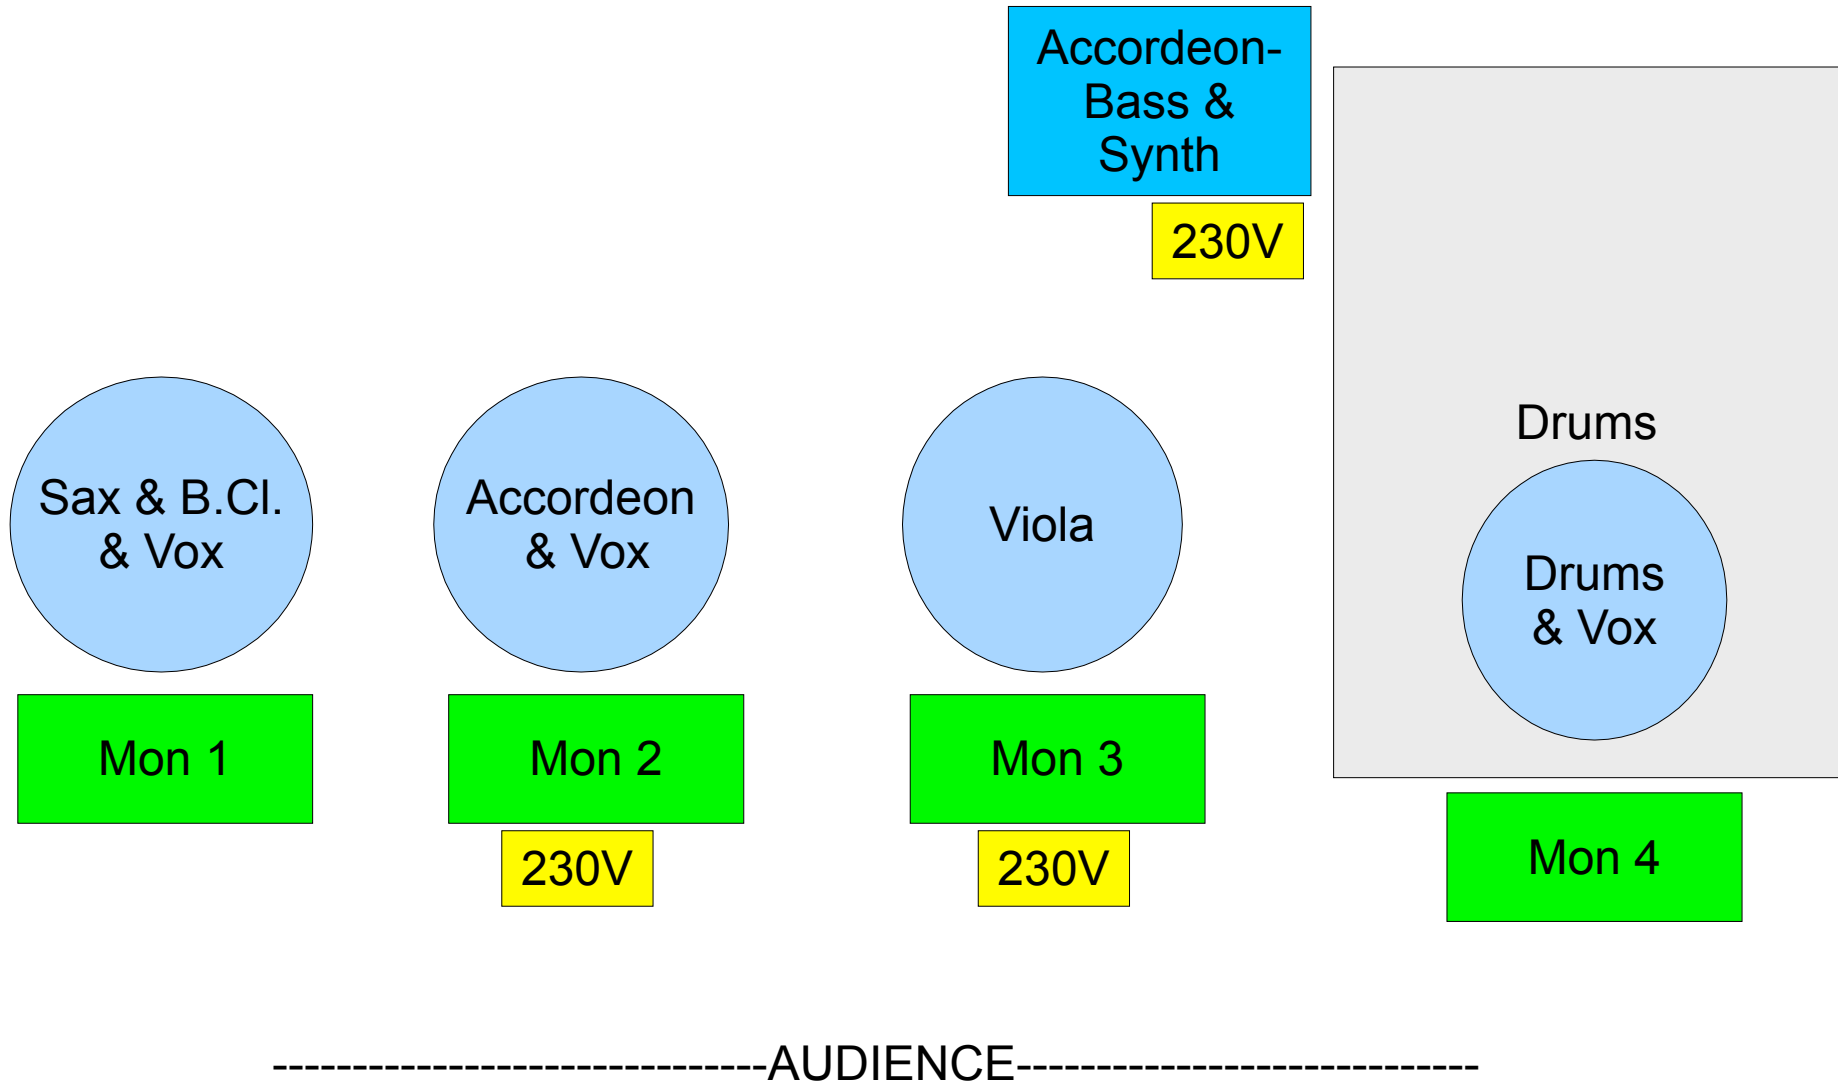 Accordeon-
Bass &
Synth
230V
Drums
Sax & B.Cl.
& Vox
Accordeon
& Vox
Viola
Drums
& Vox
Mon 1
Mon 2
Mon 3
Mon 4
230V
230V
-------------------------------AUDIENCE-----------------------------